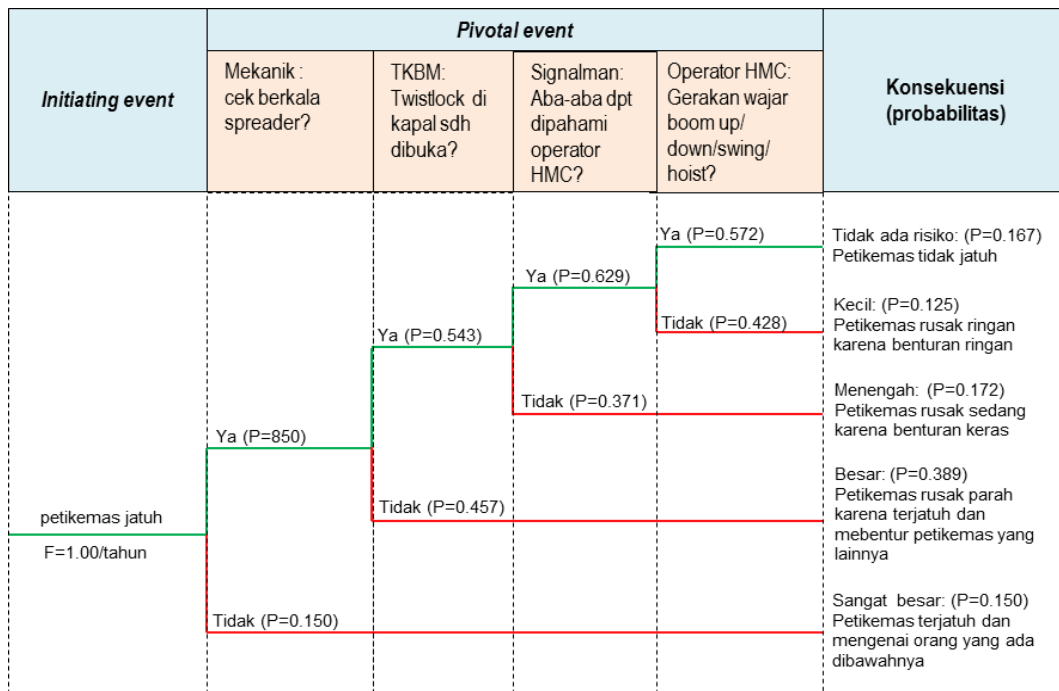 Initiating event
Pivotal event
Mekanik :
cek berkala
spreader?
TKBM:
Twistlock di
kapal sdh
dibuka?
Signalman:
Aba-aba dpt
dipahami
operator
HMC?
Operator HMC:
Gerakan wajar
boom up/
down/swing/
hoist?
Konsekuensi
(probabilitas)
Ya (P=0.572)
Tidak ada risiko: (P=0.167)
Petikemas tidak jatuh
Ya (P=0.629)
Tidak (P=0.428)
Kecil: (P=0.125)
Petikemas rusak ringan
karena benturan ringan
Ya (P=0.543)
Tidak (P=0.371)
Menengah: (P=0.172)
Petikemas rusak sedang
karena benturan keras
Ya (P=850)
Tidak (P=0.457)
Besar: (P=0.389)
Petikemas rusak parah
karena terjatuh dan
mebentur petikemas yang
lainnya
petikemas jatuh
F=1.00/tahun
Tidak (P=0.150)
Sangat besar: (P=0.150)
Petikemas terjatuh dan
mengenai orang yang ada
dibawahnya